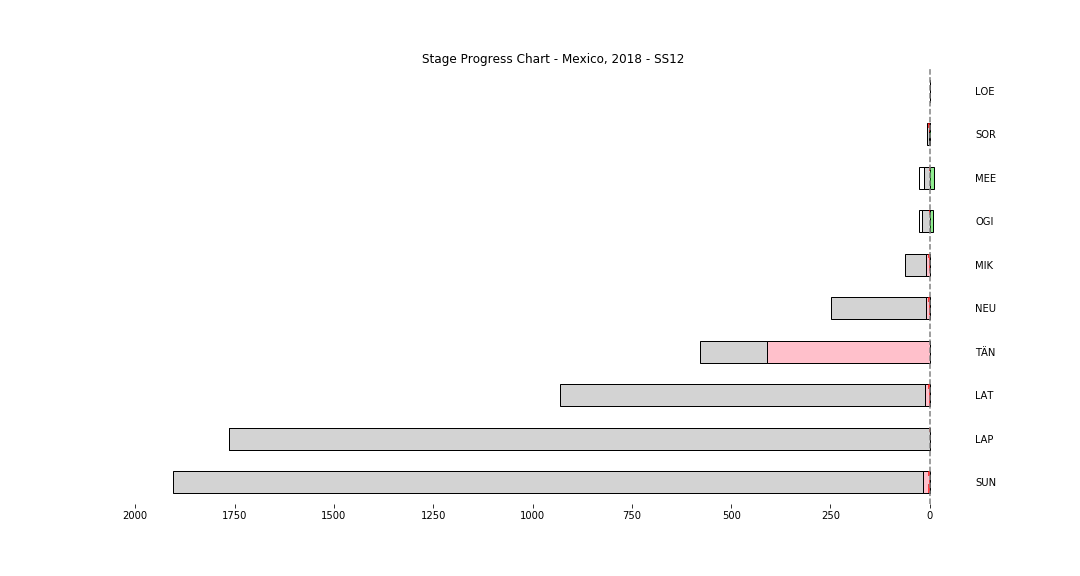 Stage Progress Chart - Mexico, 2018 - SS12
LOE
SOR
MEE
OGI
MIK
NEU
TÄN
LAT
LAP
SUN
2000 1750 1500 1250 1000 750 500 250 0